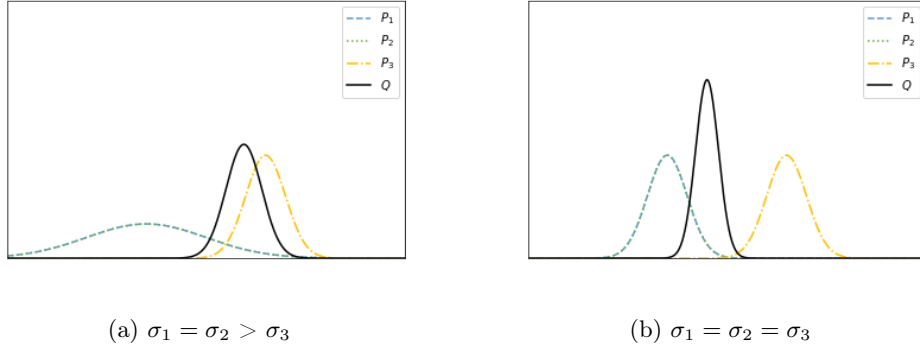 P₁
P₂
P₃
Q
P₁
P₂
P₃
Q
(a) σ₁ = σ₂ > σ₃
(b) σ₁ = σ₂ = σ₃